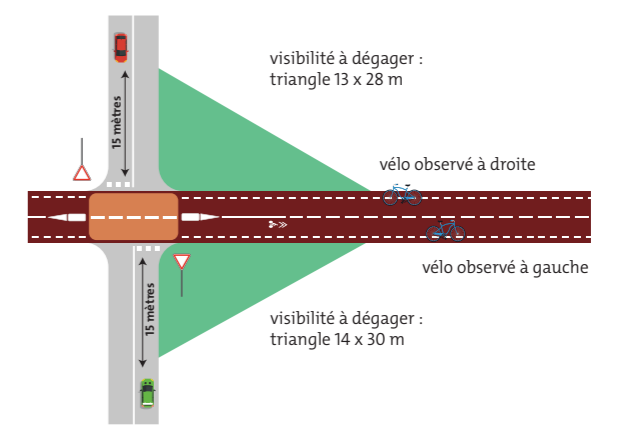 visibilité à dégager :
triangle 13 x 28 m
15 mètres
vélo observé à droite
vélo observé à gauche
15 mètres
visibilité à dégager :
triangle 14 x 30 m